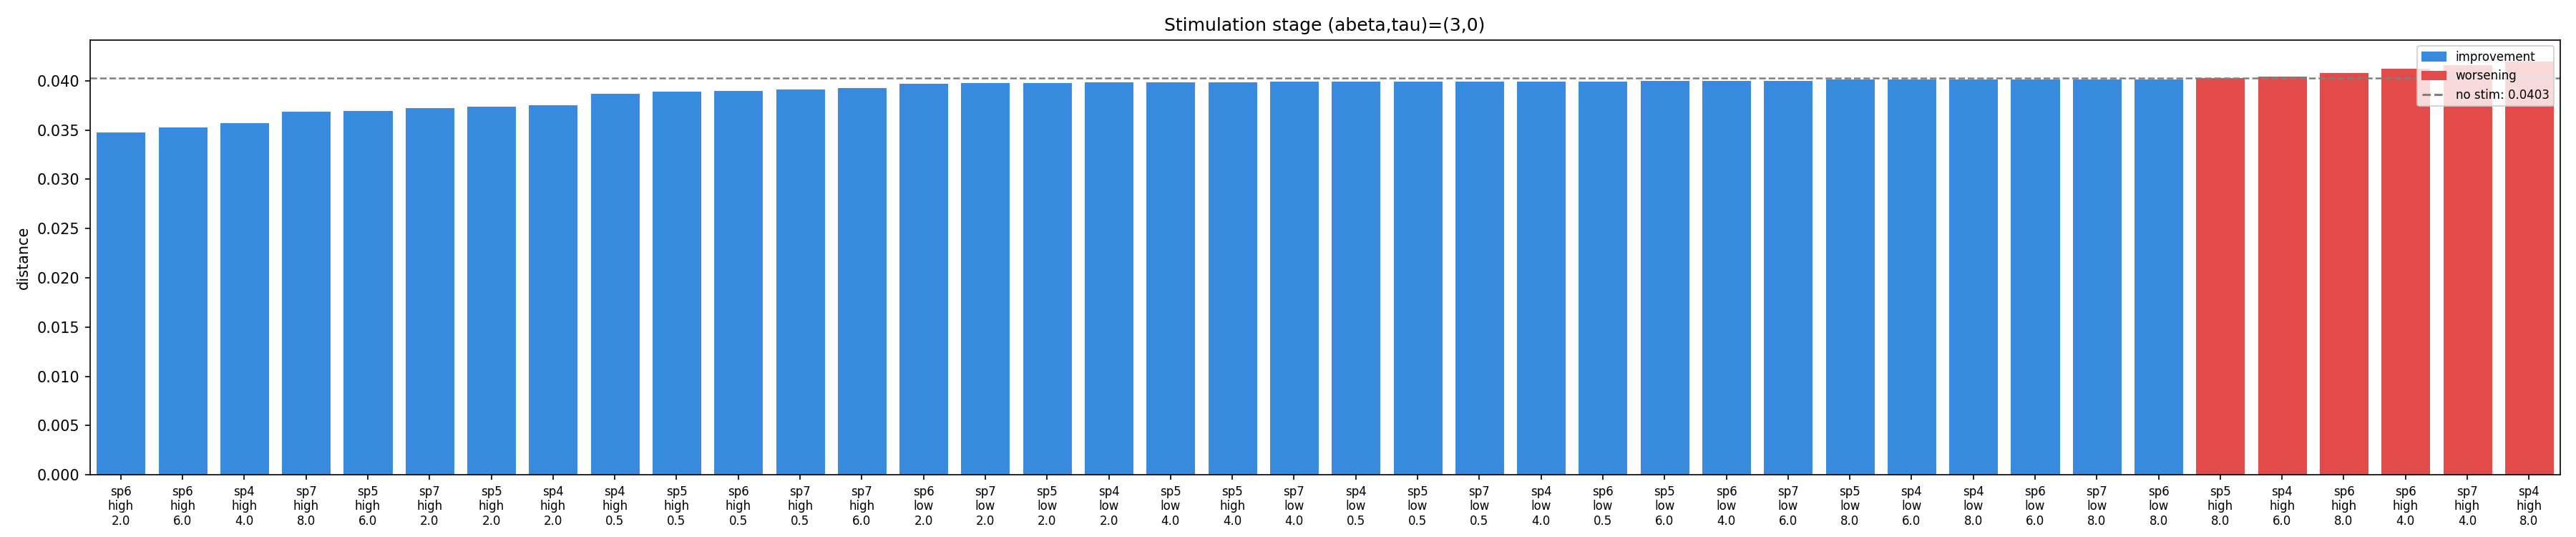 Stimulation stage (abeta,tau)=(3,0)
improvement
worsening
no stim: 0.0403
distance
0.040
0.035
0.030
0.025
0.020
0.015
0.010
0.005
0.000
sp6 sp6 sp4 sp7 sp5 sp7 sp5 sp4 sp4 sp5 sp6 sp7 sp7 sp6 sp7 sp5 sp4 sp5 sp5 sp7 sp4 sp5 sp7 sp4 sp6 sp5 sp6 sp7 sp5 sp4 sp4 sp6 sp7 sp6 sp5 sp4 sp6 sp6 sp7 sp4
high high high high high high high high high high high high high low low low low low high low low low low low low low low low low low low low low low high high high high high high
2.0 6.0 4.0 8.0 6.0 2.0 2.0 2.0 0.5 0.5 0.5 0.5 6.0 2.0 2.0 2.0 2.0 4.0 4.0 4.0 0.5 0.5 0.5 4.0 0.5 6.0 4.0 6.0 8.0 6.0 8.0 6.0 8.0 8.0 8.0 6.0 8.0 4.0 4.0 8.0